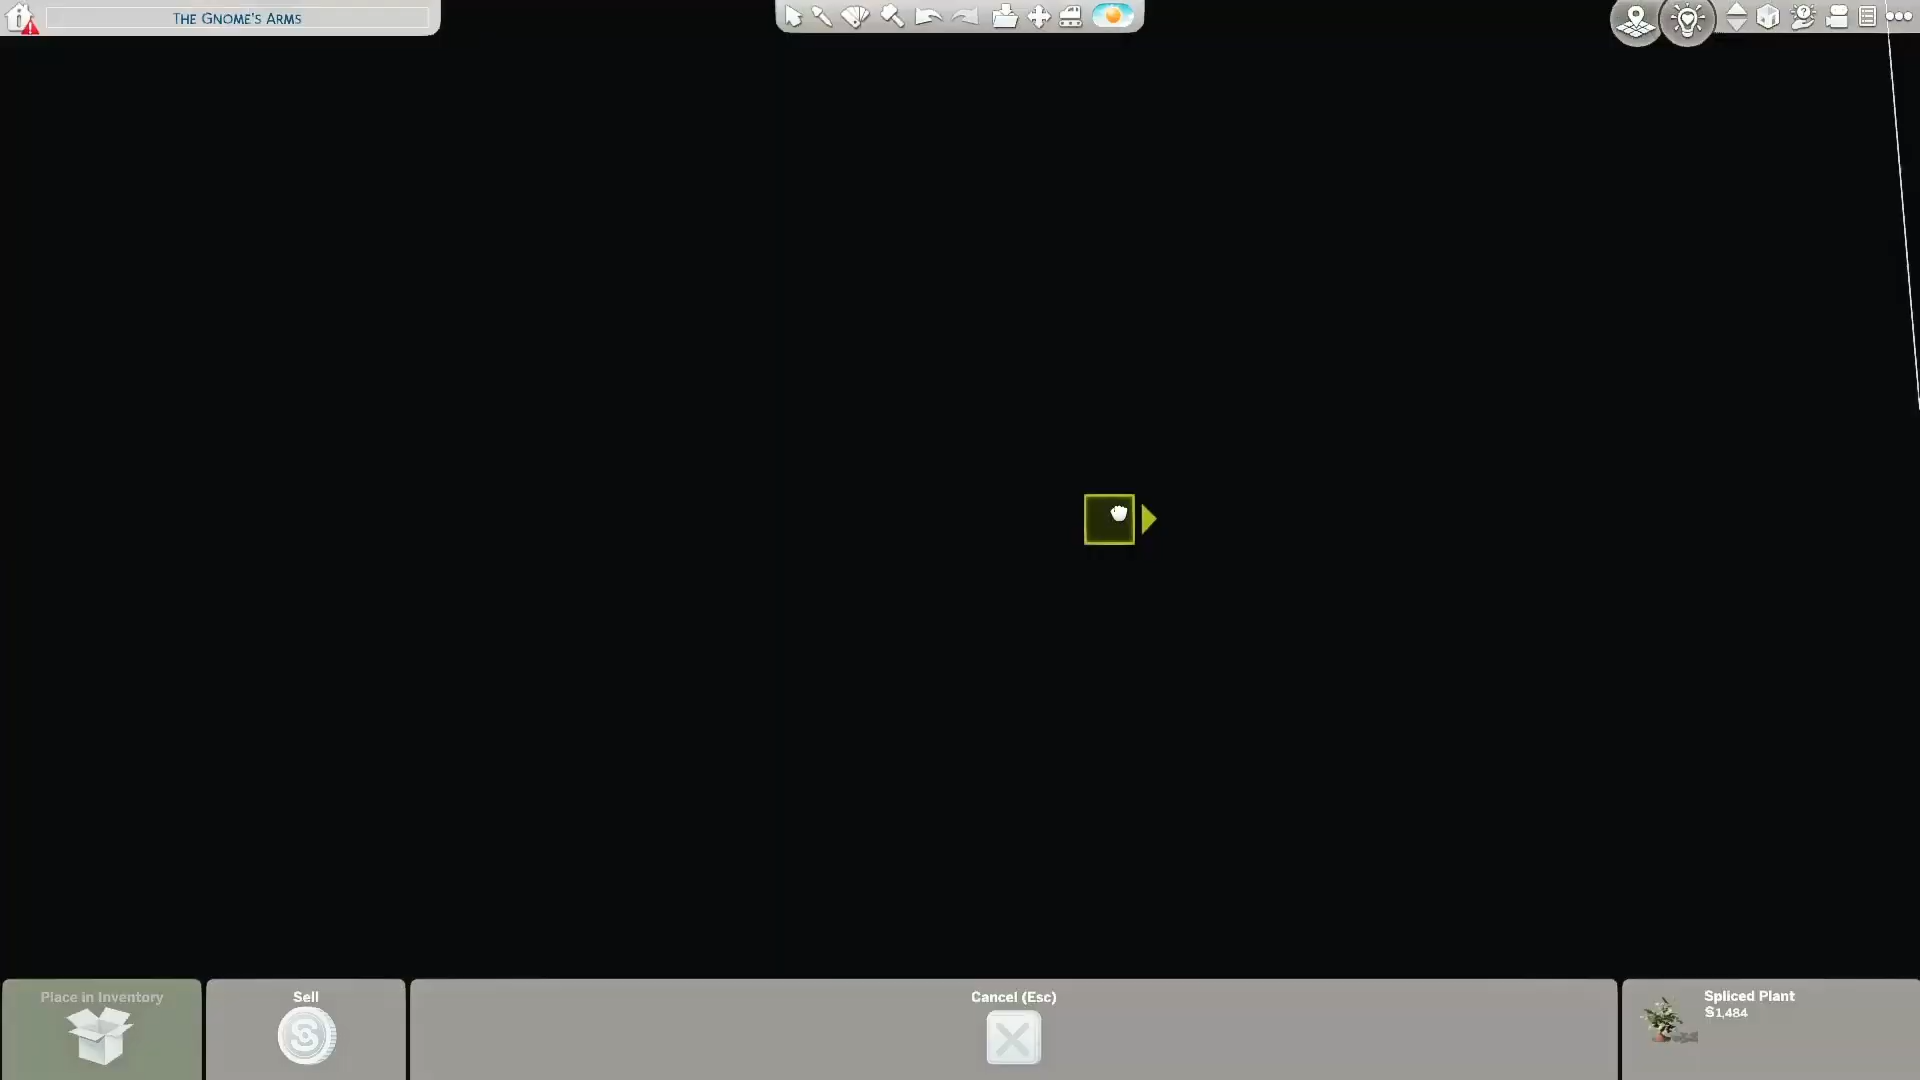 THE GNOME'S ARMS
Place in Inventory
Sell
Cancel (Esc)
Spliced Plant
§1,484